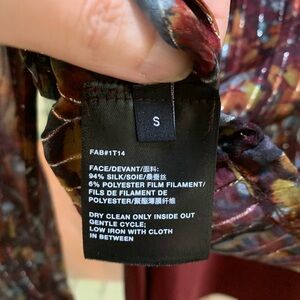 S
FAB#1T14
FACE/DEVANT/面料:
94% SILK/SOIE/桑蚕丝
6% POLYESTER FILM FILAMENT/
FILS DE FILAMENT DE
POLYESTER/聚酯薄膜纤维
DRY CLEAN ONLY INSIDE OUT
GENTLE CYCLE;
LOW IRON WITH CLOTH
IN BETWEEN